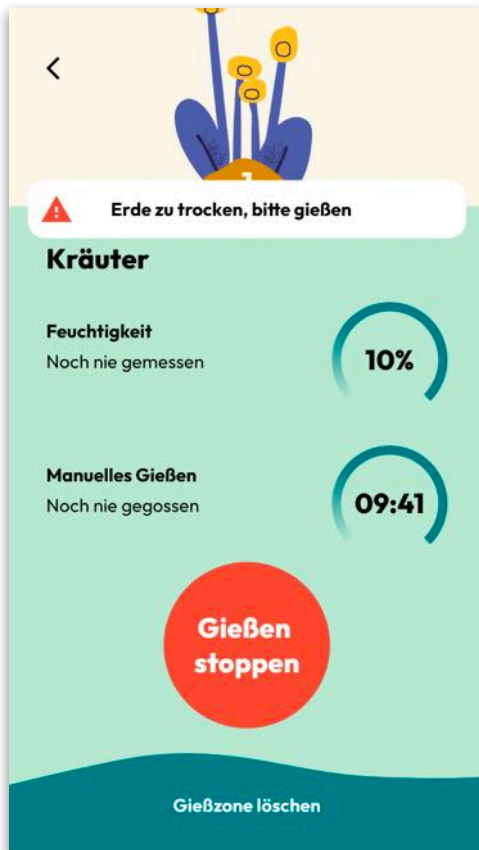 1
Erde zu trocken, bitte gießen
Kräuter
Feuchtigkeit
Noch nie gemessen
10%
Manuelles Gießen
Noch nie gegossen
09:41
Gießen
stoppen
Gießzone löschen